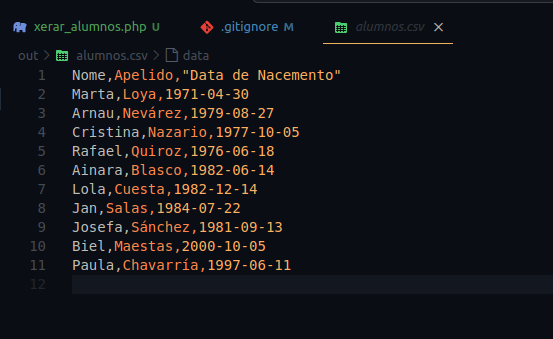 xerar_alumnos.php U .gitignore M alumnos.csv
out > alumnos.csv > data
1 Nome,Apelido,"Data de Nacemento"
2 Marta,Loya,1971-04-30
3 Arnau,Nevárez,1979-08-27
4 Cristina,Nazario,1977-10-05
5 Rafael,Quiroz,1976-06-18
6 Ainara,Blasco,1982-06-14
7 Lola,Cuesta,1982-12-14
8 Jan,Salas,1984-07-22
9 Josefa,Sánchez,1981-09-13
10 Biel,Maestas,2000-10-05
11 Paula,Chavarría,1997-06-11
12